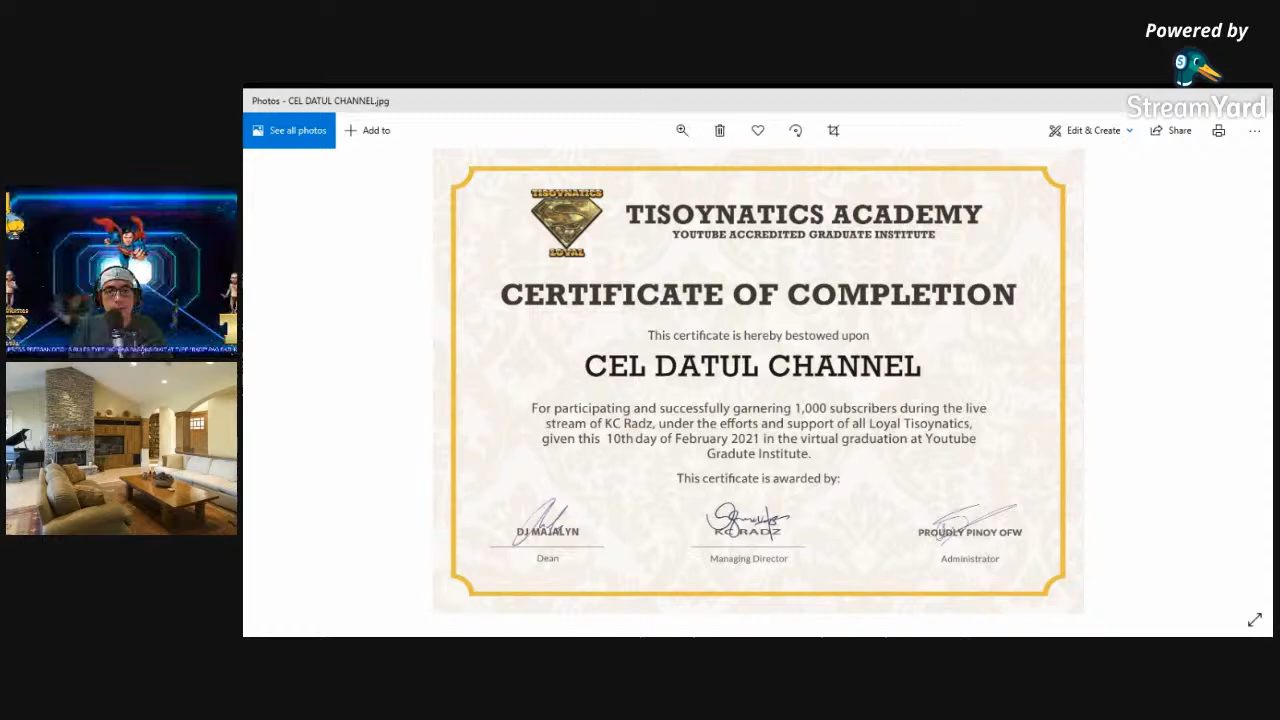 Powered by
StreamYard
Photos - CEL DATUL CHANNEL.jpg
See all photos
Add to
Edit & Create
Share
TISOYNATICS
LOYAL
TISOYNATICS ACADEMY
YOUTUBE ACCREDITED GRADUATE INSTITUTE
CERTIFICATE OF COMPLETION
This certificate is hereby bestowed upon
CEL DATUL CHANNEL
For participating and successfully garnering 1,000 subscribers during the live
stream of KC Radz, under the efforts and support of all Loyal Tisoynatics,
given this 10th day of February 2021 in the virtual graduation at Youtube
Gradute Institute.
This certificate is awarded by:
DJ MAJALYN
KC RADZ
PROUDLY PINOY OFW
Dean
Managing Director
Administrator